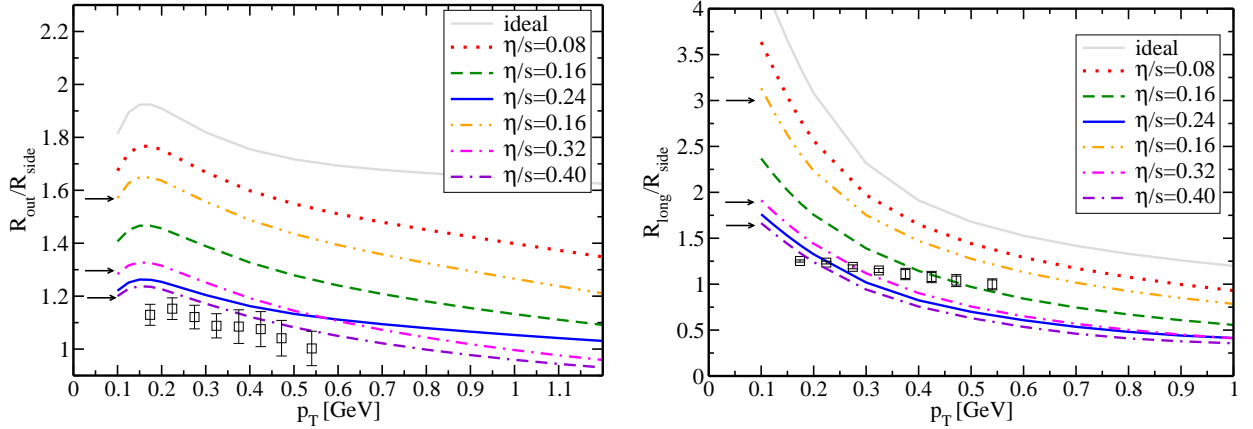 2.2
2
1.8
1.6
1.4
1.2
1
R_out/R_side
ideal
η/s=0.08
η/s=0.16
η/s=0.24
η/s=0.16
η/s=0.32
η/s=0.40
0 0.1 0.2 0.3 0.4 0.5 0.6 0.7 0.8 0.9 1 1.1
p_T [GeV]
4
3.5
3
2.5
2
1.5
1
0.5
0
R_long/R_side
ideal
η/s=0.08
η/s=0.16
η/s=0.24
η/s=0.16
η/s=0.32
η/s=0.40
0 0.1 0.2 0.3 0.4 0.5 0.6 0.7 0.8 0.9 1
p_T [GeV]